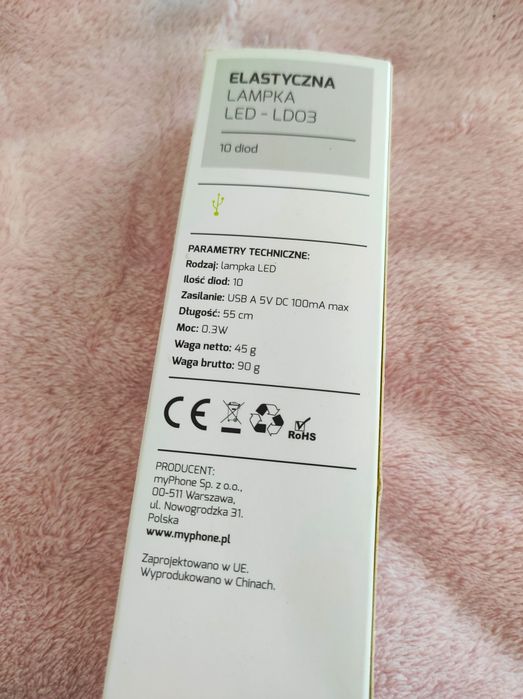 ELASTYCZNA
LAMPKA
LED - LD03
10 diod
PARAMETRY TECHNICZNE:
Rodzaj: lampka LED
Ilość diod: 10
Zasilanie: USB A 5V DC 100mA max
Długość: 55 cm
Moc: 0.3W
Waga netto: 45 g
Waga brutto: 90 g
CE
RoHS
PRODUCENT:
myPhone Sp. z o.o.,
00-511 Warszawa,
ul. Nowogrodzka 31.
Polska
www.myphone.pl
Zaprojektowano w UE.
Wyprodukowano w Chinach.